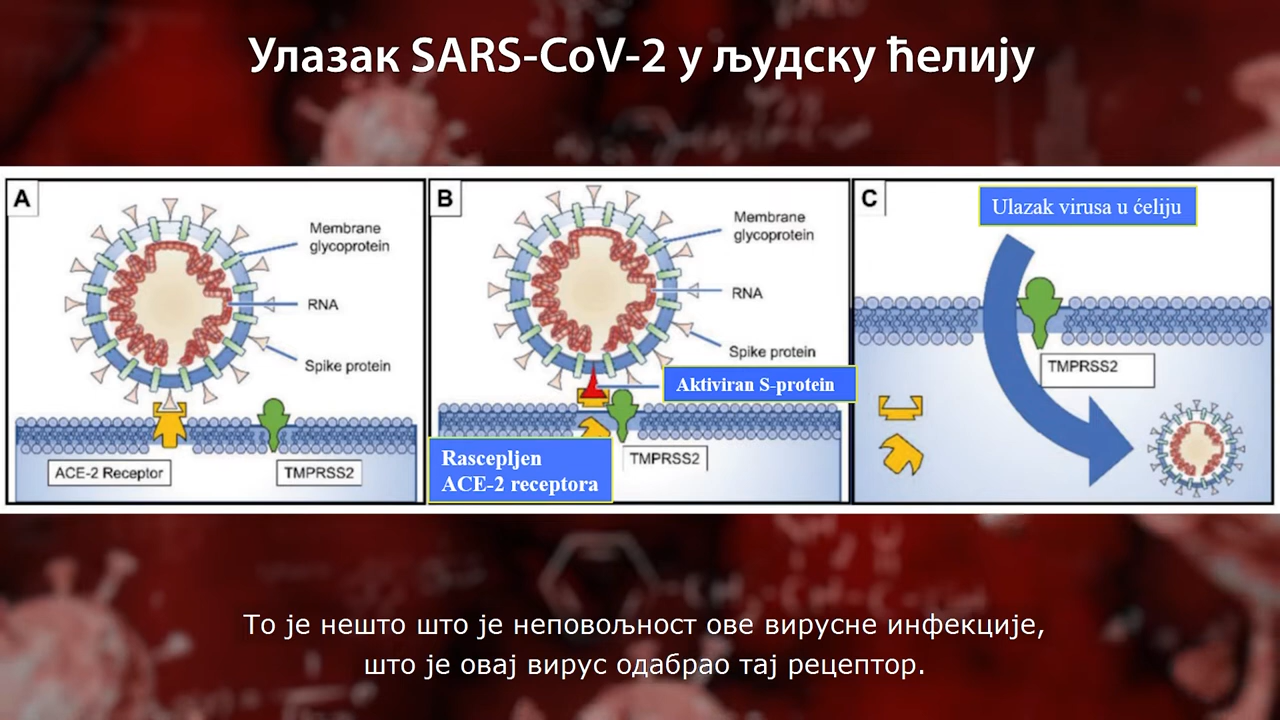 Улазак SARS-CoV-2 у људску ћелију
A
Membrane
glycoprotein
RNA
Spike protein
ACE-2 Receptor
TMPRSS2
B
Membrane
glycoprotein
RNA
Spike protein
Aktiviran S-protein
Rascepljen
ACE-2 receptora
TMPRSS2
C
Ulazak virusa u ćeliju
TMPRSS2
То је нешто што је неповољност ове вирусне инфекције,
што је овај вирус одабрао тај рецептор.